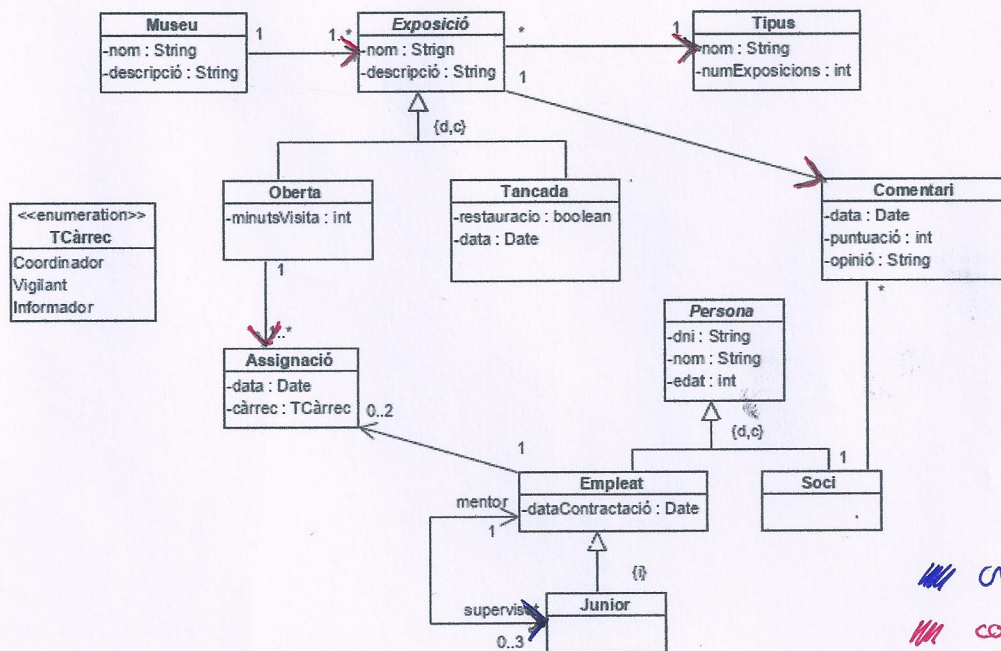 Museu
-nom : String
-descripció : String
1
1..*
Exposició
-nom : Strign
-descripció : String
*
1
1
Tipus
-nom : String
-numExposicions : int
{d,c}
Oberta
-minutsVisita : int
Tancada
-restauracio : boolean
-data : Date
Comentari
-data : Date
-puntuació : int
-opinió : String
<<enumeration>>
TCàrrec
Coordinador
Vigilant
Informador
1
1..*
*
Persona
-dni : String
-nom : String
-edat : int
Assignació
-data : Date
-càrrec : TCàrrec
0..2
{d,c}
1
1
Empleat
-dataContractació : Date
Soci
mentor
1
{i}
Junior
0..3